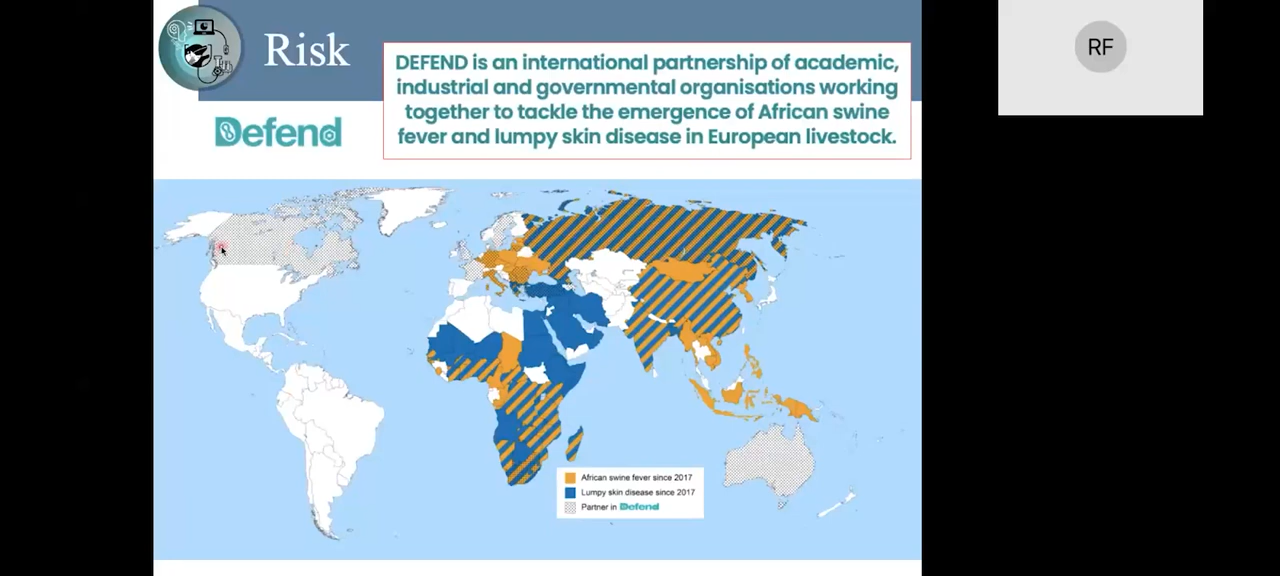 Risk
DEFEND is an international partnership of academic,
industrial and governmental organisations working
together to tackle the emergence of African swine
fever and lumpy skin disease in European livestock.
Defend
African swine fever since 2017
Lumpy skin disease since 2017
Partner in Defend
RF